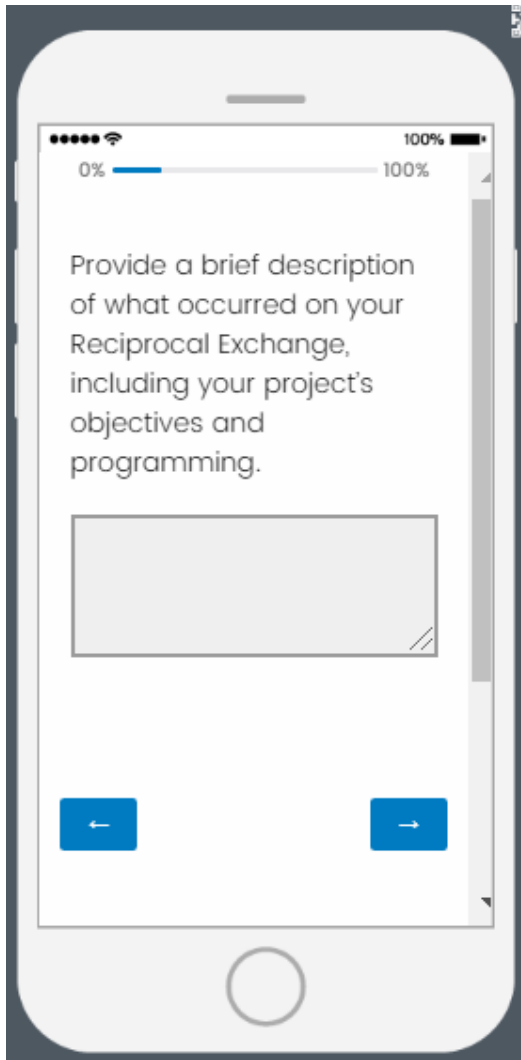 100%
0% 100%
Provide a brief description
of what occurred on your
Reciprocal Exchange,
including your project's
objectives and
programming.
←
→